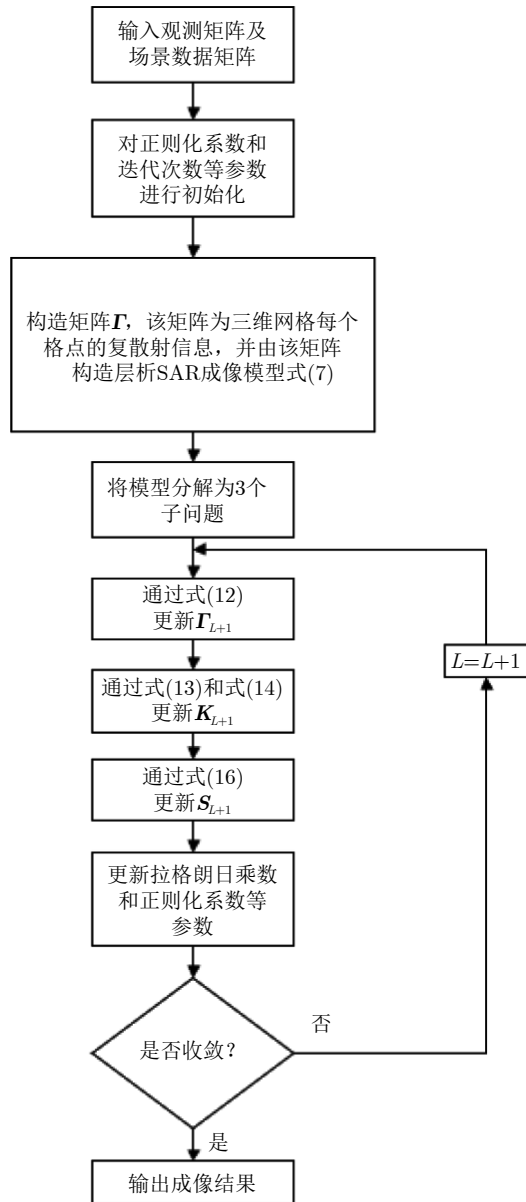 输入观测矩阵及
场景数据矩阵
对正则化系数和
迭代次数等参数
进行初始化
构造矩阵Γ，该矩阵为三维网格每个
格点的复散射信息，并由该矩阵
构造层析SAR成像模型式(7)
将模型分解为3个
子问题
通过式(12)
更新Γ_{L+1}
L=L+1
通过式(13)和式(14)
更新K_{L+1}
通过式(16)
更新S_{L+1}
更新拉格朗日乘数
和正则化系数等
参数
否
是否收敛？
是
输出成像结果